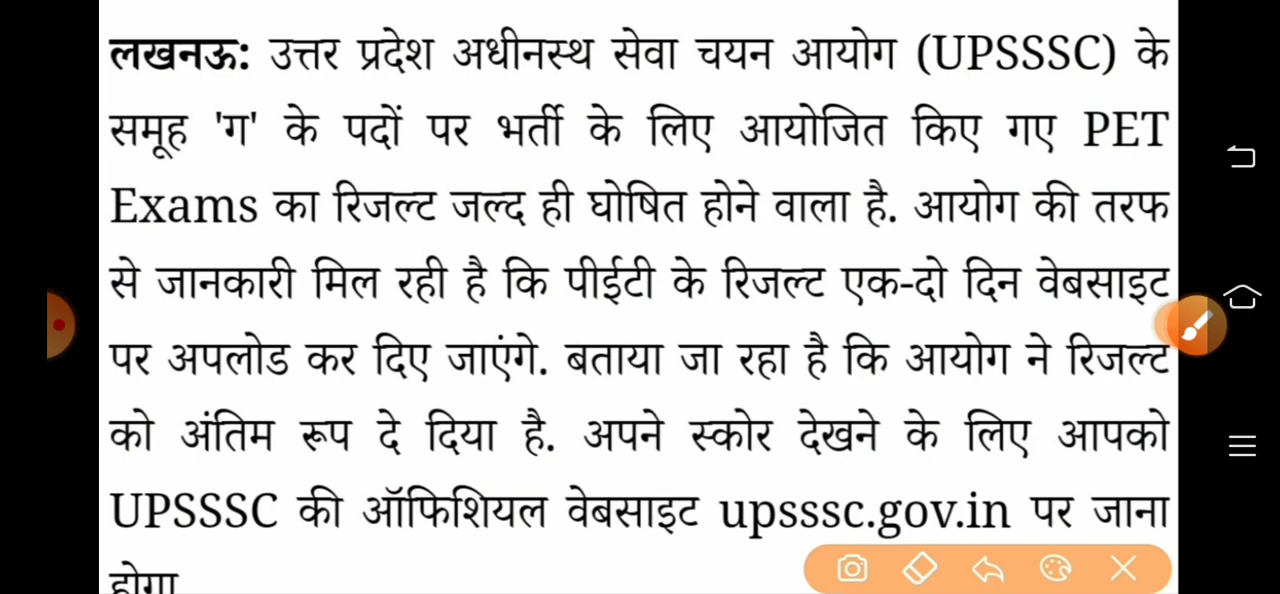 लखनऊ: उत्तर प्रदेश अधीनस्थ सेवा चयन आयोग (UPSSSC) के
समूह 'ग' के पदों पर भर्ती के लिए आयोजित किए गए PET
Exams का रिजल्ट जल्द ही घोषित होने वाला है. आयोग की तरफ
से जानकारी मिल रही है कि पीईटी के रिजल्ट एक-दो दिन वेबसाइट
पर अपलोड कर दिए जाएंगे. बताया जा रहा है कि आयोग ने रिजल्ट
को अंतिम रूप दे दिया है. अपने स्कोर देखने के लिए आपको
UPSSSC की ऑफिशियल वेबसाइट upsssc.gov.in पर जाना
होगा